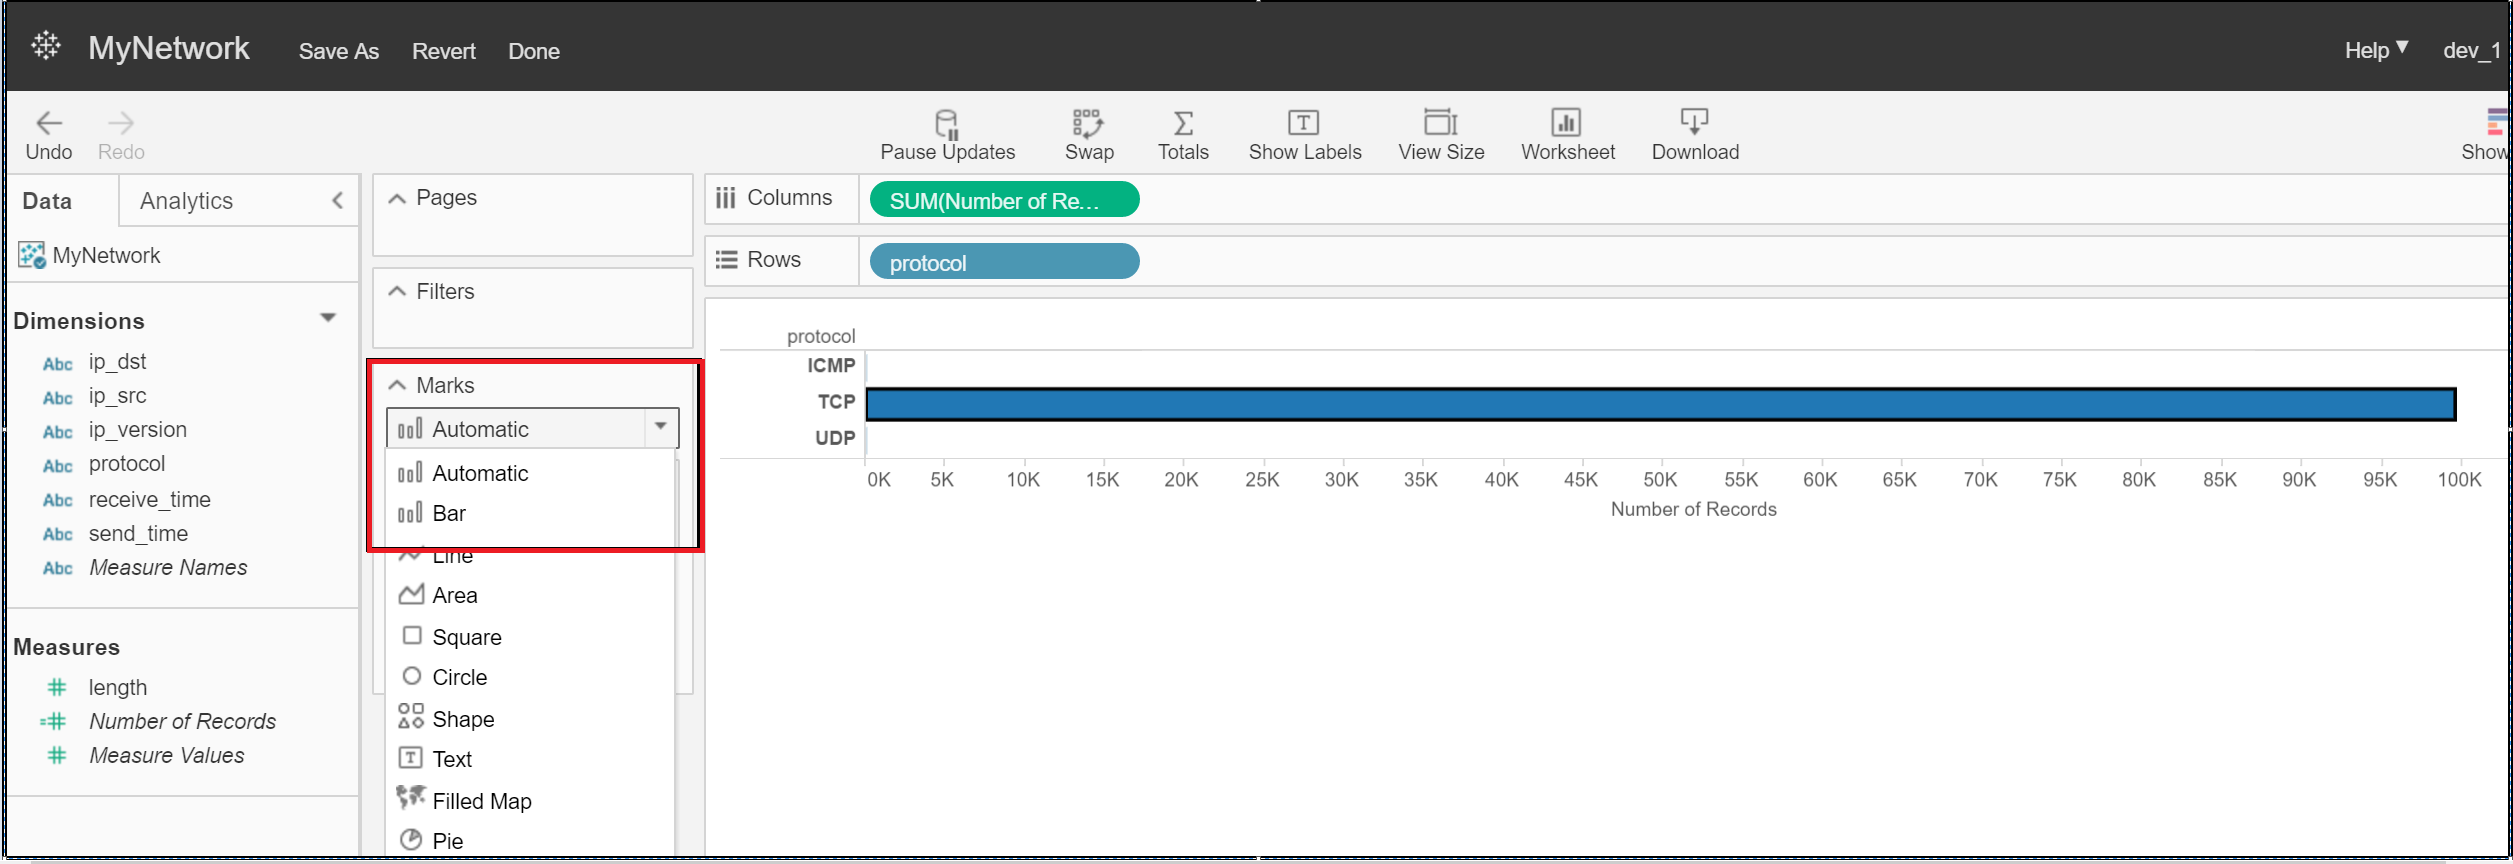 MyNetwork Save As Revert Done Help dev_1
Undo Redo Pause Updates Swap Totals Show Labels View Size Worksheet Download Show
Data Analytics
MyNetwork
Dimensions
Abc ip_dst
Abc ip_src
Abc ip_version
Abc protocol
Abc receive_time
Abc send_time
Abc Measure Names
Measures
length
Number of Records
Measure Values
Pages
Filters
Marks
Automatic
Automatic
Bar
Line
Area
Square
Circle
Shape
Text
Filled Map
Pie
Columns SUM(Number of Re...
Rows protocol
protocol
ICMP
TCP
UDP
0K 5K 10K 15K 20K 25K 30K 35K 40K 45K 50K 55K 60K 65K 70K 75K 80K 85K 90K 95K 100K
Number of Records